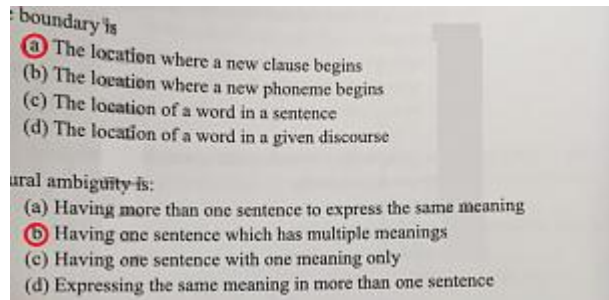 boundary is
(a) The location where a new clause begins
(b) The location where a new phoneme begins
(c) The location of a word in a sentence
(d) The location of a word in a given discourse
ural ambiguity is:
(a) Having more than one sentence to express the same meaning
(b) Having one sentence which has multiple meanings
(c) Having one sentence with one meaning only
(d) Expressing the same meaning in more than one sentence